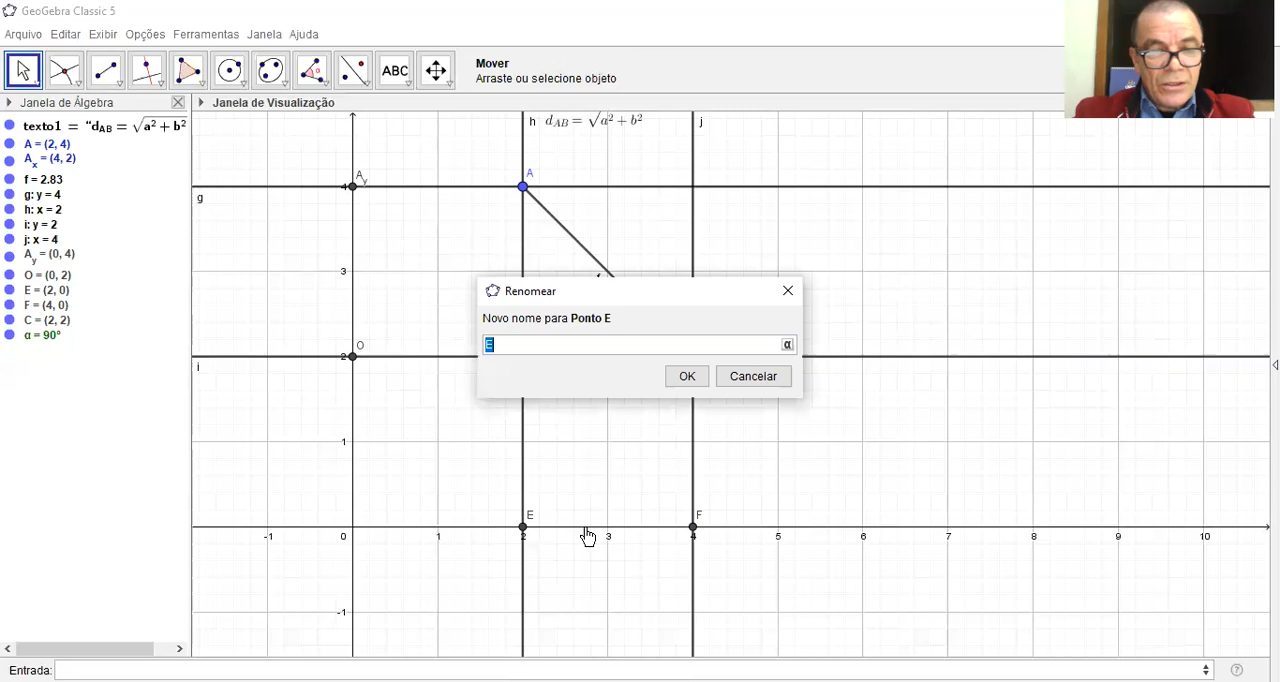 GeoGebra Classic 5
Arquivo Editar Exibir Opções Ferramentas Janela Ajuda
ABC
Mover
Arraste ou selecione objeto
Janela de Álgebra
Janela de Visualização
texto1 = “d_AB = √a² + b²
A = (2, 4)
A_x = (4, 2)
f = 2.83
g: y = 4
h: x = 2
i: y = 2
j: x = 4
A_y = (0, 4)
O = (0, 2)
E = (2, 0)
F = (4, 0)
C = (2, 2)
α = 90°
h d_AB = √a² + b² j
A_y A
4
g
3
O
2
i
1
E F
-1 0 1 2 3 4 5 6 7 8 9 10
-1
Renomear
Novo nome para Ponto E
E α
OK Cancelar
Entrada: